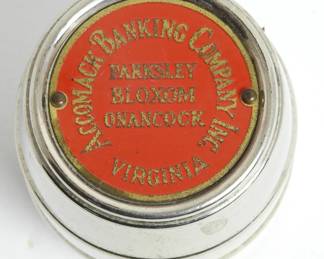 ACCOMACK BANKING COMPANY INC.
PARKSLEY
BLOXOM
ONANCOCK
VIRGINIA